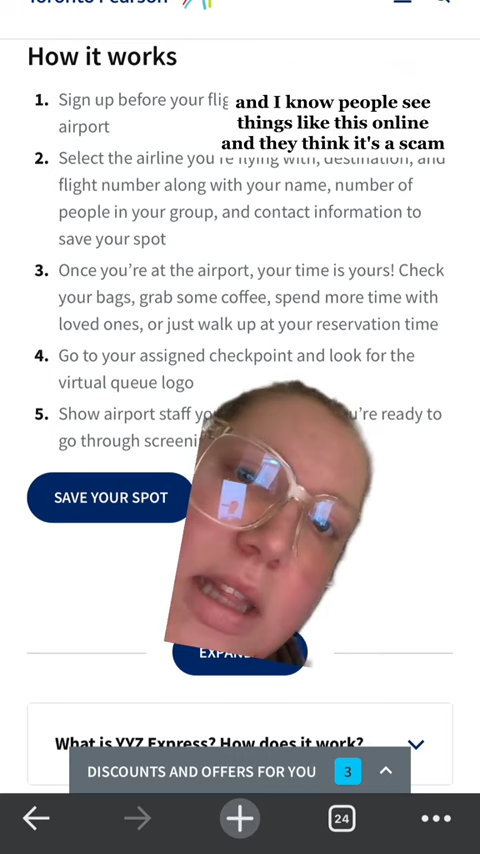 Toronto Pearson
How it works
1. Sign up before your
airport
and I know people see
things like this online
and they think it's a scam
2. Select the airline you're flying with, destination, and
flight number along with your name, number of
people in your group, and contact information to
save your spot
3. Once you're at the airport, your time is yours! Check
your bags, grab some coffee, spend more time with
loved ones, or just walk up at your reservation time
4. Go to your assigned checkpoint and look for the
virtual queue logo
5. Show airport staff you're ready to
go through
SAVE YOUR SPOT
What is YYZ Express? How does it work?
DISCOUNTS AND OFFERS FOR YOU 3
24